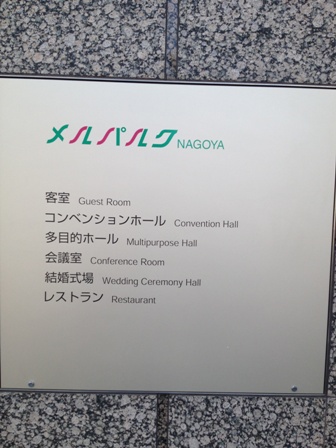 メルパルク NAGOYA
客室 Guest Room
コンベンションホール Convention Hall
多目的ホール Multipurpose Hall
会議室 Conference Room
結婚式場 Wedding Ceremony Hall
レストラン Restaurant